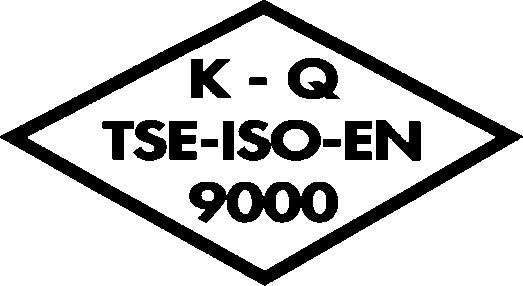 K - Q
TSE-ISO-EN
9000